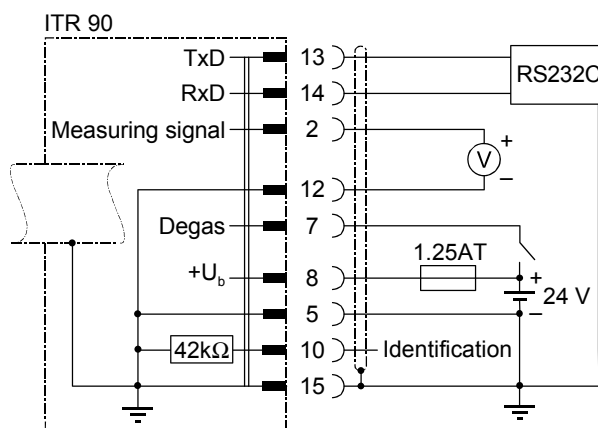 ITR 90
TxD 13
RxD 14
RS232C
Measuring signal 2
V + –
12
Degas 7
1.25AT
+Ub 8
+
24 V
5 –
42kΩ 10 Identification
15